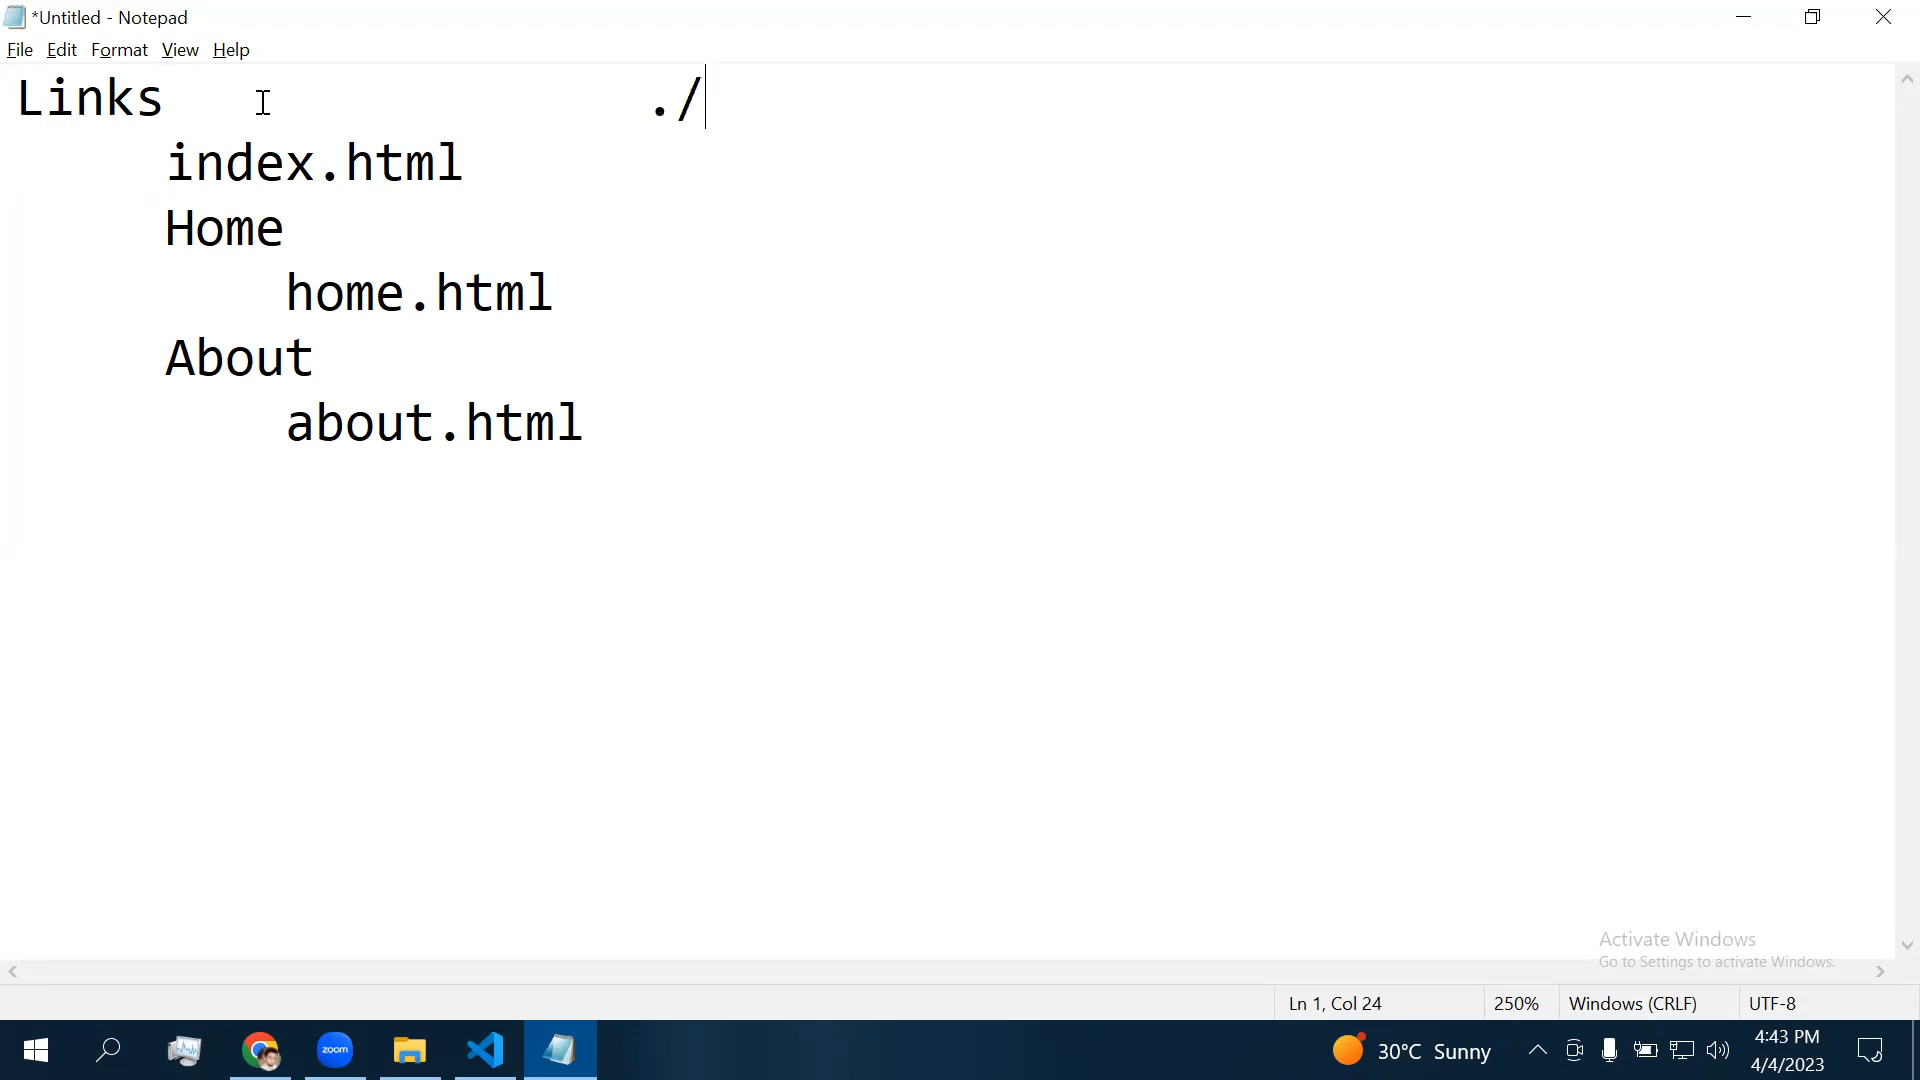 *Untitled - Notepad
File Edit Format View Help
Links ./
index.html
Home
home.html
About
about.html
Activate Windows
Go to Settings to activate Windows.
Ln 1, Col 24 250% Windows (CRLF) UTF-8
zoom 30°C Sunny 4:43 PM
4/4/2023